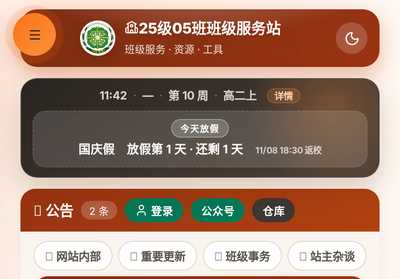 25级05班班级服务站
班级服务 · 资源 · 工具
11:42 · — · 第 10 周 · 高二上 详情
今天放假
国庆假 放假第 1 天 · 还剩 1 天 11/08 18:30 返校
公告 2 条 登录 公众号 仓库
网站内部 重要更新 班级事务 站主杂谈